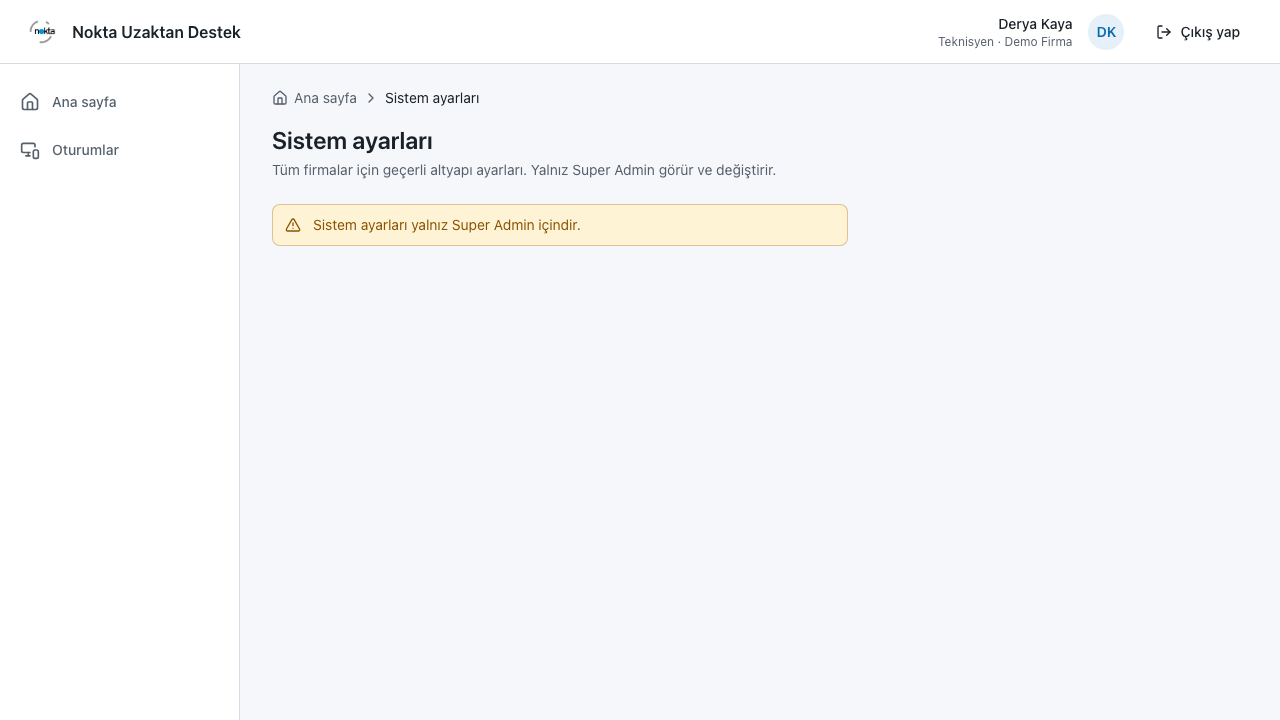 nokta
Nokta Uzaktan Destek
Derya Kaya
Teknisyen · Demo Firma
DK
Çıkış yap
Ana sayfa
Oturumlar
Ana sayfa
Sistem ayarları
Sistem ayarları
Tüm firmalar için geçerli altyapı ayarları. Yalnız Super Admin görür ve değiştirir.
Sistem ayarları yalnız Super Admin içindir.